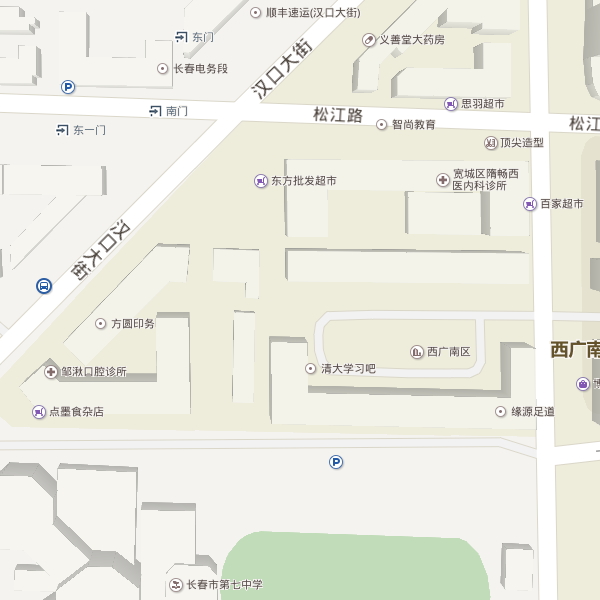 顺丰速运(汉口大街)
东门
义善堂大药房
长春电务段
汉口大街
思羽超市
南门
松江路
智尚教育
松江
东一门
顶尖造型
宽城区隋畅西
医内科诊所
东方批发超市
百家超市
汉口大街
方圆印务
西广南区
西广南
清大学习吧
邹湫口腔诊所
博
点墨食杂店
缘源足道
长春市第七中学